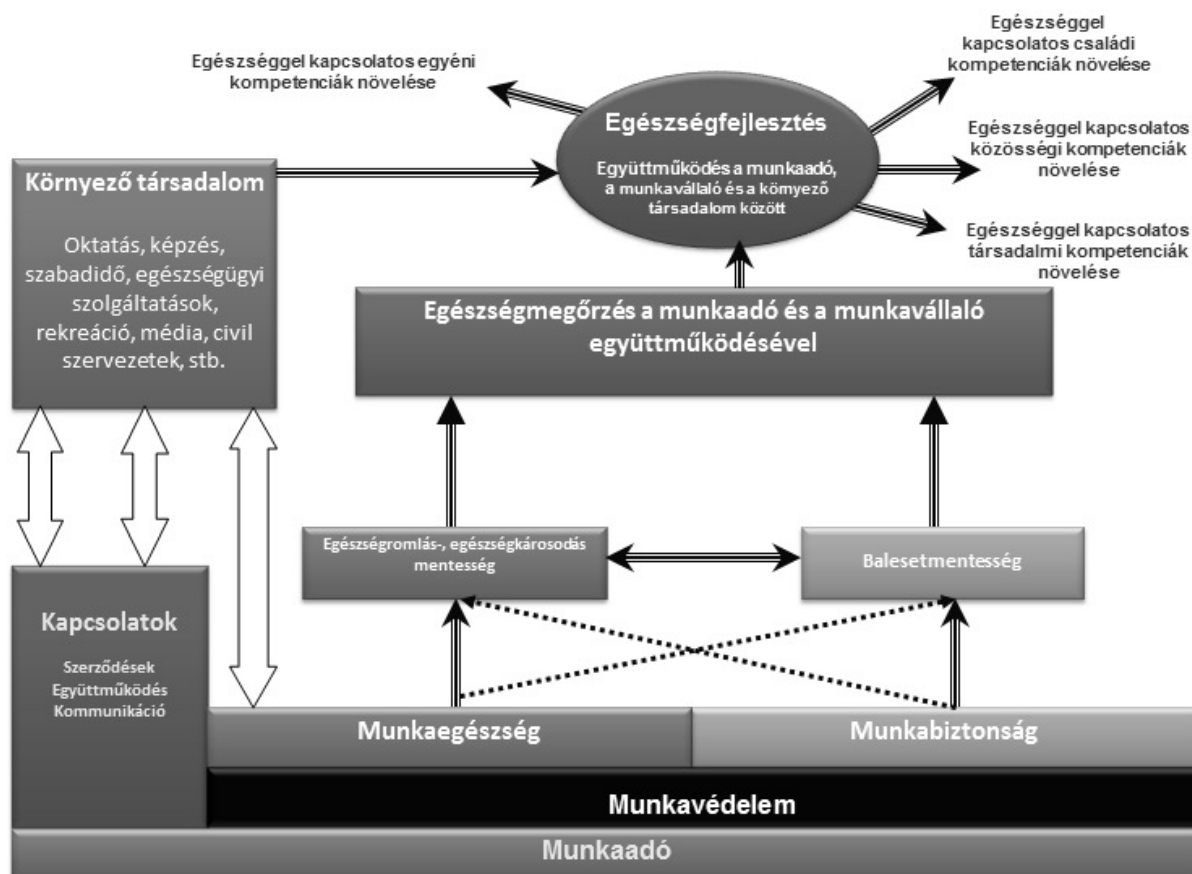 Egészséggel kapcsolatos egyéni
kompetenciák növelése
Egészséggel
kapcsolatos családi
kompetenciák növelése
Egészségfejlesztés
Együttműködés a munkaadó,
a munkavállaló és a környező
társadalom között
Egészséggel kapcsolatos
közösségi kompetenciák
növelése
Egészséggel kapcsolatos
társadalmi kompetenciák
növelése
Környező társadalom
Oktatás, képzés,
szabadidő, egészségügyi
szolgáltatások,
rekreáció, média, civil
szervezetek, stb.
Egészségmegőrzés a munkaadó és a munkavállaló
együttműködésével
Egészségromlás-, egészségkárosodás
mentesség
Balesetmentesség
Kapcsolatok
Szerződések
Együttműködés
Kommunikáció
Munkaegészség
Munkabiztonság
Munkavédelem
Munkaadó